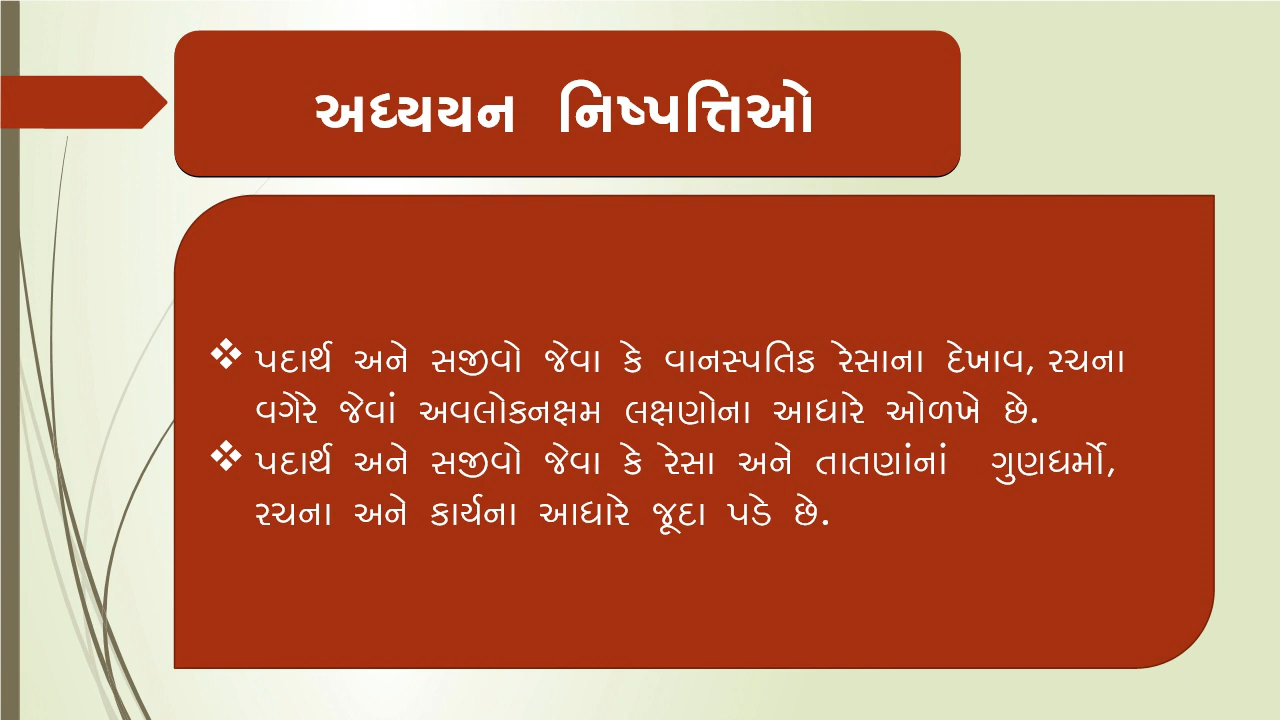 અધ્યયન નિષ્પત્તિઓ
❖ પદાર્થ અને સજીવો જેવા કે વાનસ્પતિક રેસાના દેખાવ, રચના
વગેરે જેવાં અવલોકનક્ષમ લક્ષણોના આધારે ઓળખે છે.
❖ પદાર્થ અને સજીવો જેવા કે રેસા અને તાતણાંનાં ગુણધર્મો,
રચના અને કાર્યના આધારે જૂદા પડે છે.